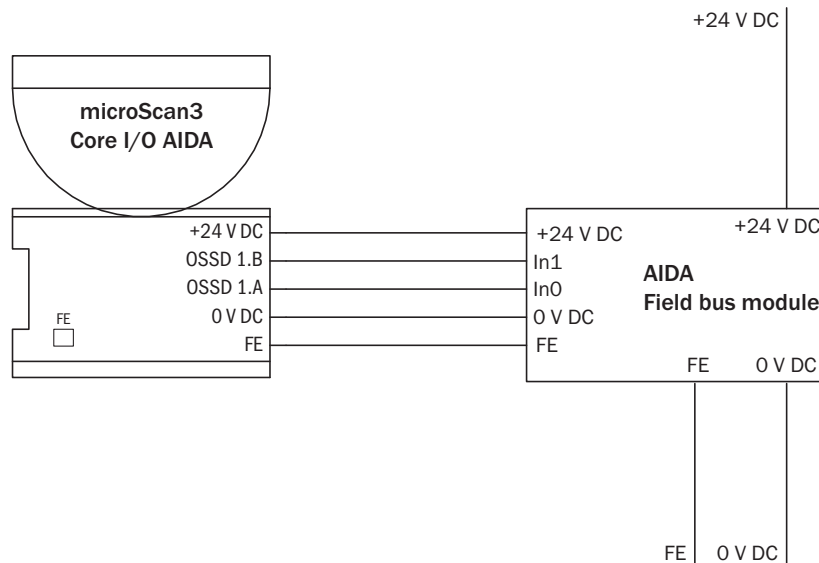 +24 V DC
microScan3
Core I/O AIDA
+24 V DC
OSSD 1.B
OSSD 1.A
0 V DC
FE
FE
+24 V DC
In1
In0
0 V DC
FE
+24 V DC
AIDA
Field bus module
FE
0 V DC
FE
0 V DC